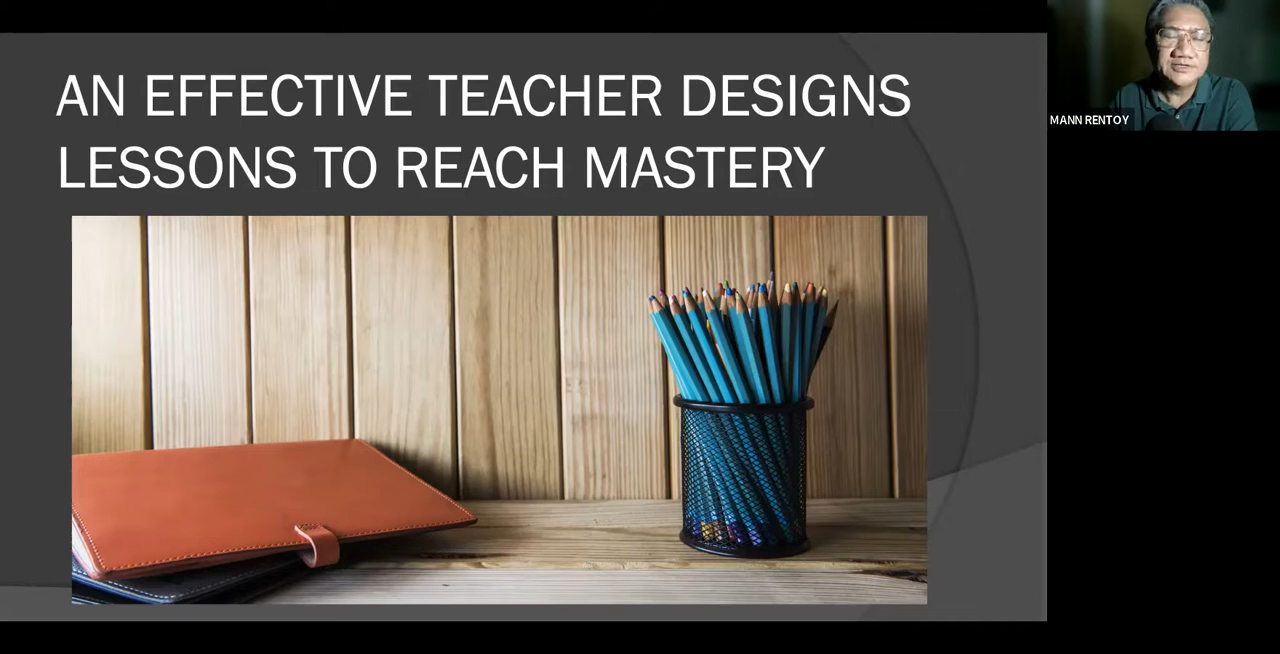 AN EFFECTIVE TEACHER DESIGNS
LESSONS TO REACH MASTERY
MANN RENTOY